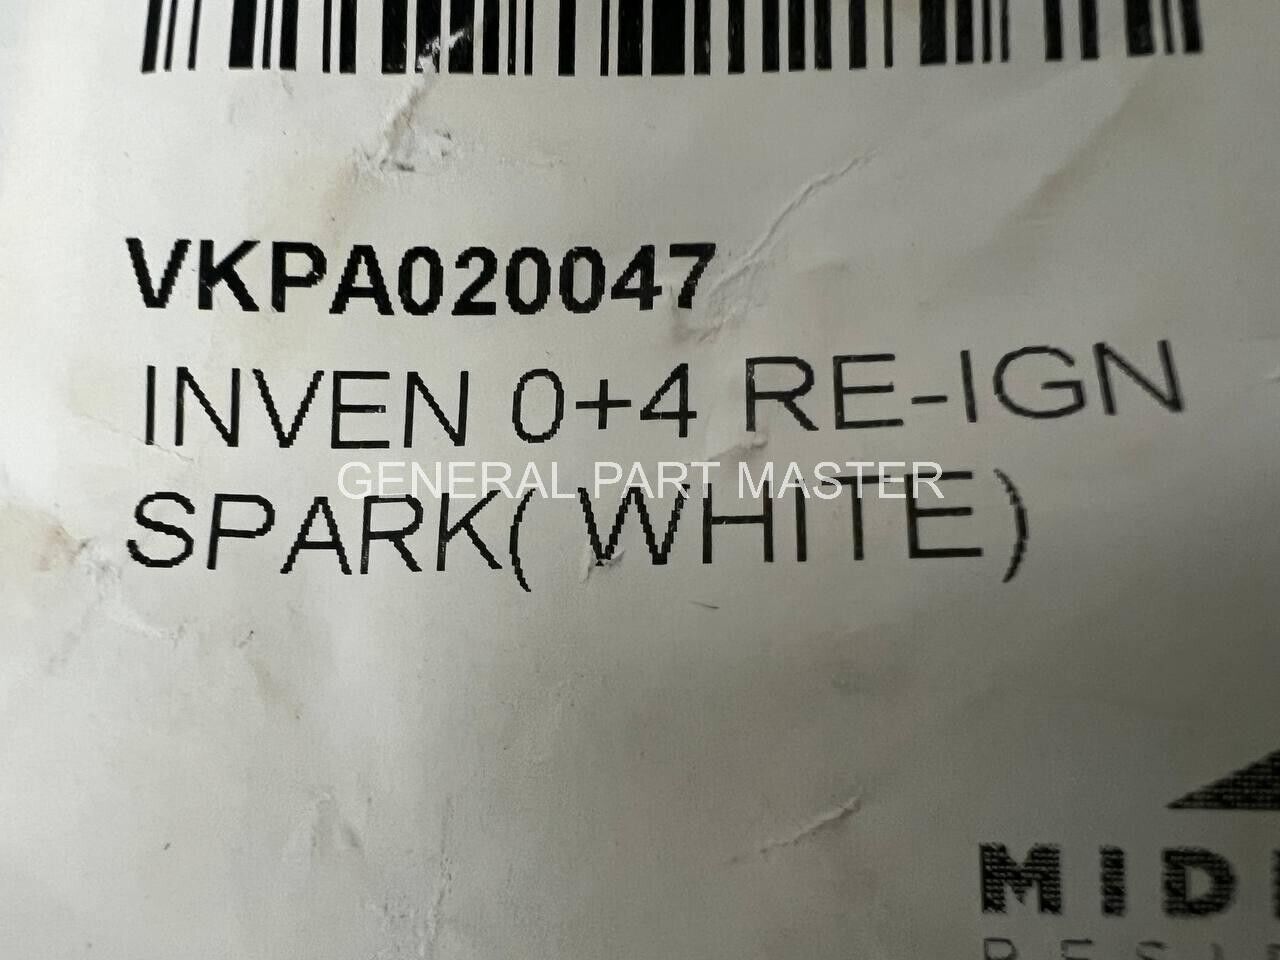 VKPA020047
INVEN 0+4 RE-IGN
GENERAL PART MASTER
SPARK( WHITE)